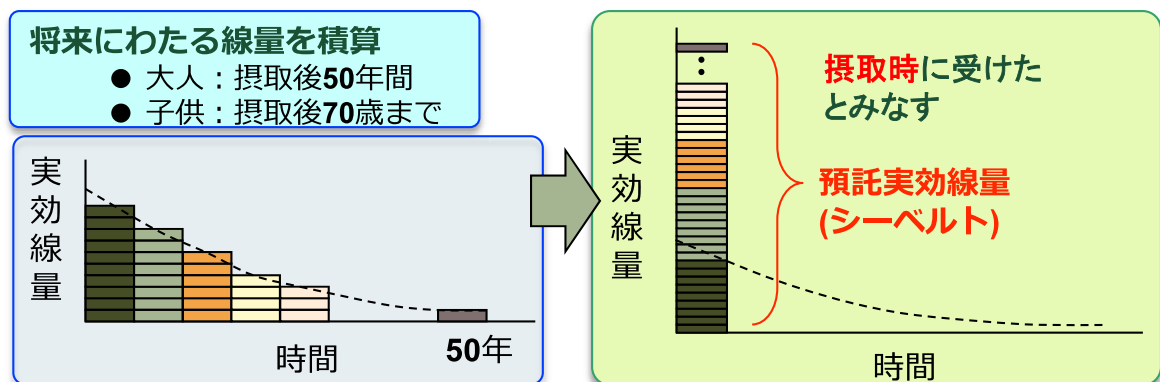 将来にわたる線量を積算
● 大人：摂取後50年間
● 子供：摂取後70歳まで
実効線量
50年
時間
実効線量
摂取時に受けた
とみなす
預託実効線量
(シーベルト)
時間